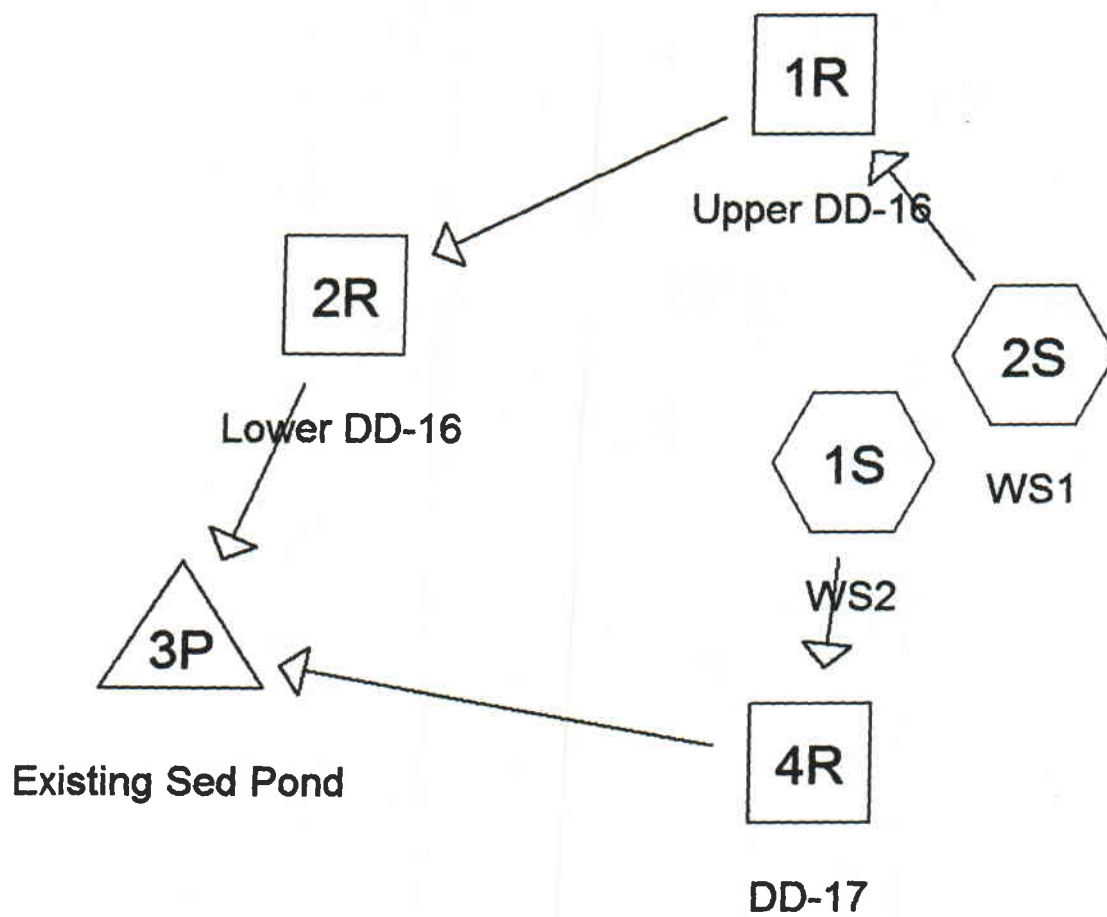 1R
Upper DD-16
2R
Lower DD-16
2S
WS1
1S
WS2
3P
Existing Sed Pond
4R
DD-17